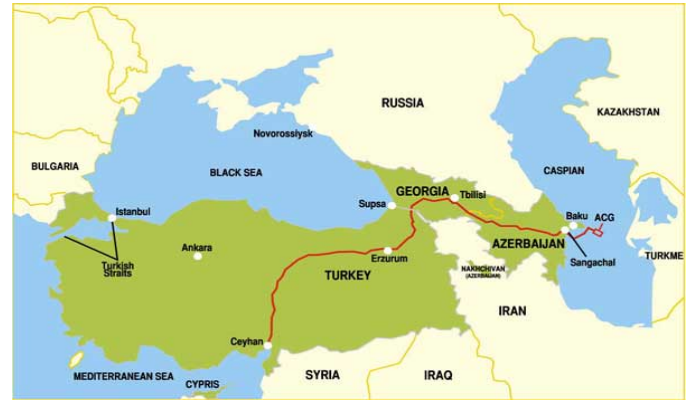 RUSSIA
KAZAKHSTAN
Novorossiysk
BULGARIA
BLACK SEA
CASPIAN
GEORGIA
Tbilisi
Supsa
Istanbul
Baku
ACG
Ankara
AZERBAIJAN
Erzurum
TURKME
Sangachal
Turkish
Straits
TURKEY
NAKHCHIVAN
(AZERBAIJAN)
IRAN
Ceyhan
MEDITERRANEAN SEA
SYRIA
IRAQ
CYPRIS